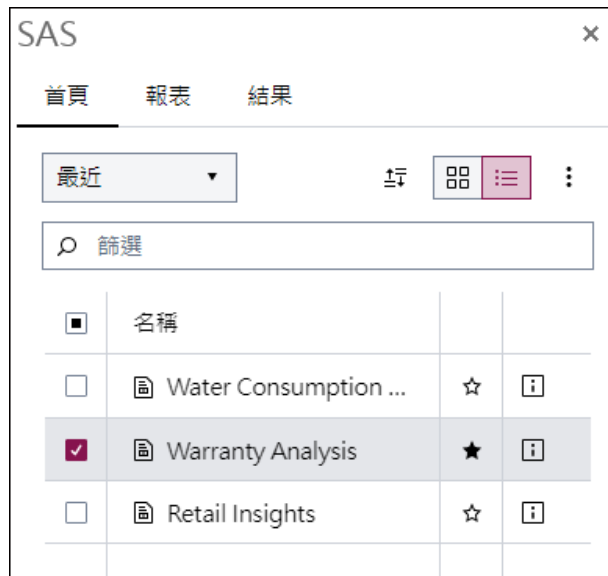 SAS
首頁 報表 結果
最近
篩選
名稱
Water Consumption ...
Warranty Analysis
Retail Insights